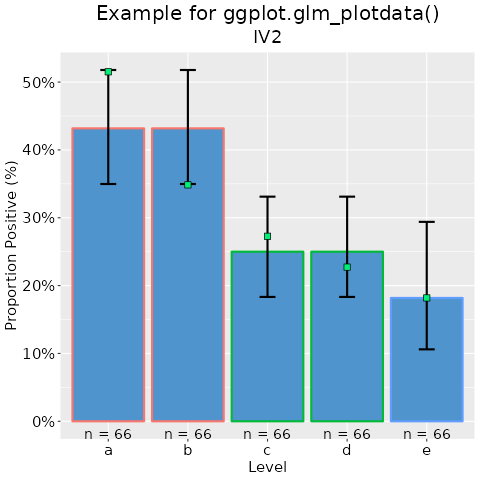 Example for ggplot.glm_plotdata()
IV2
Proportion Positive (%)
50%
40%
30%
20%
10%
0%
n = 66 n = 66 n = 66 n = 66 n = 66
a b c d e
Level